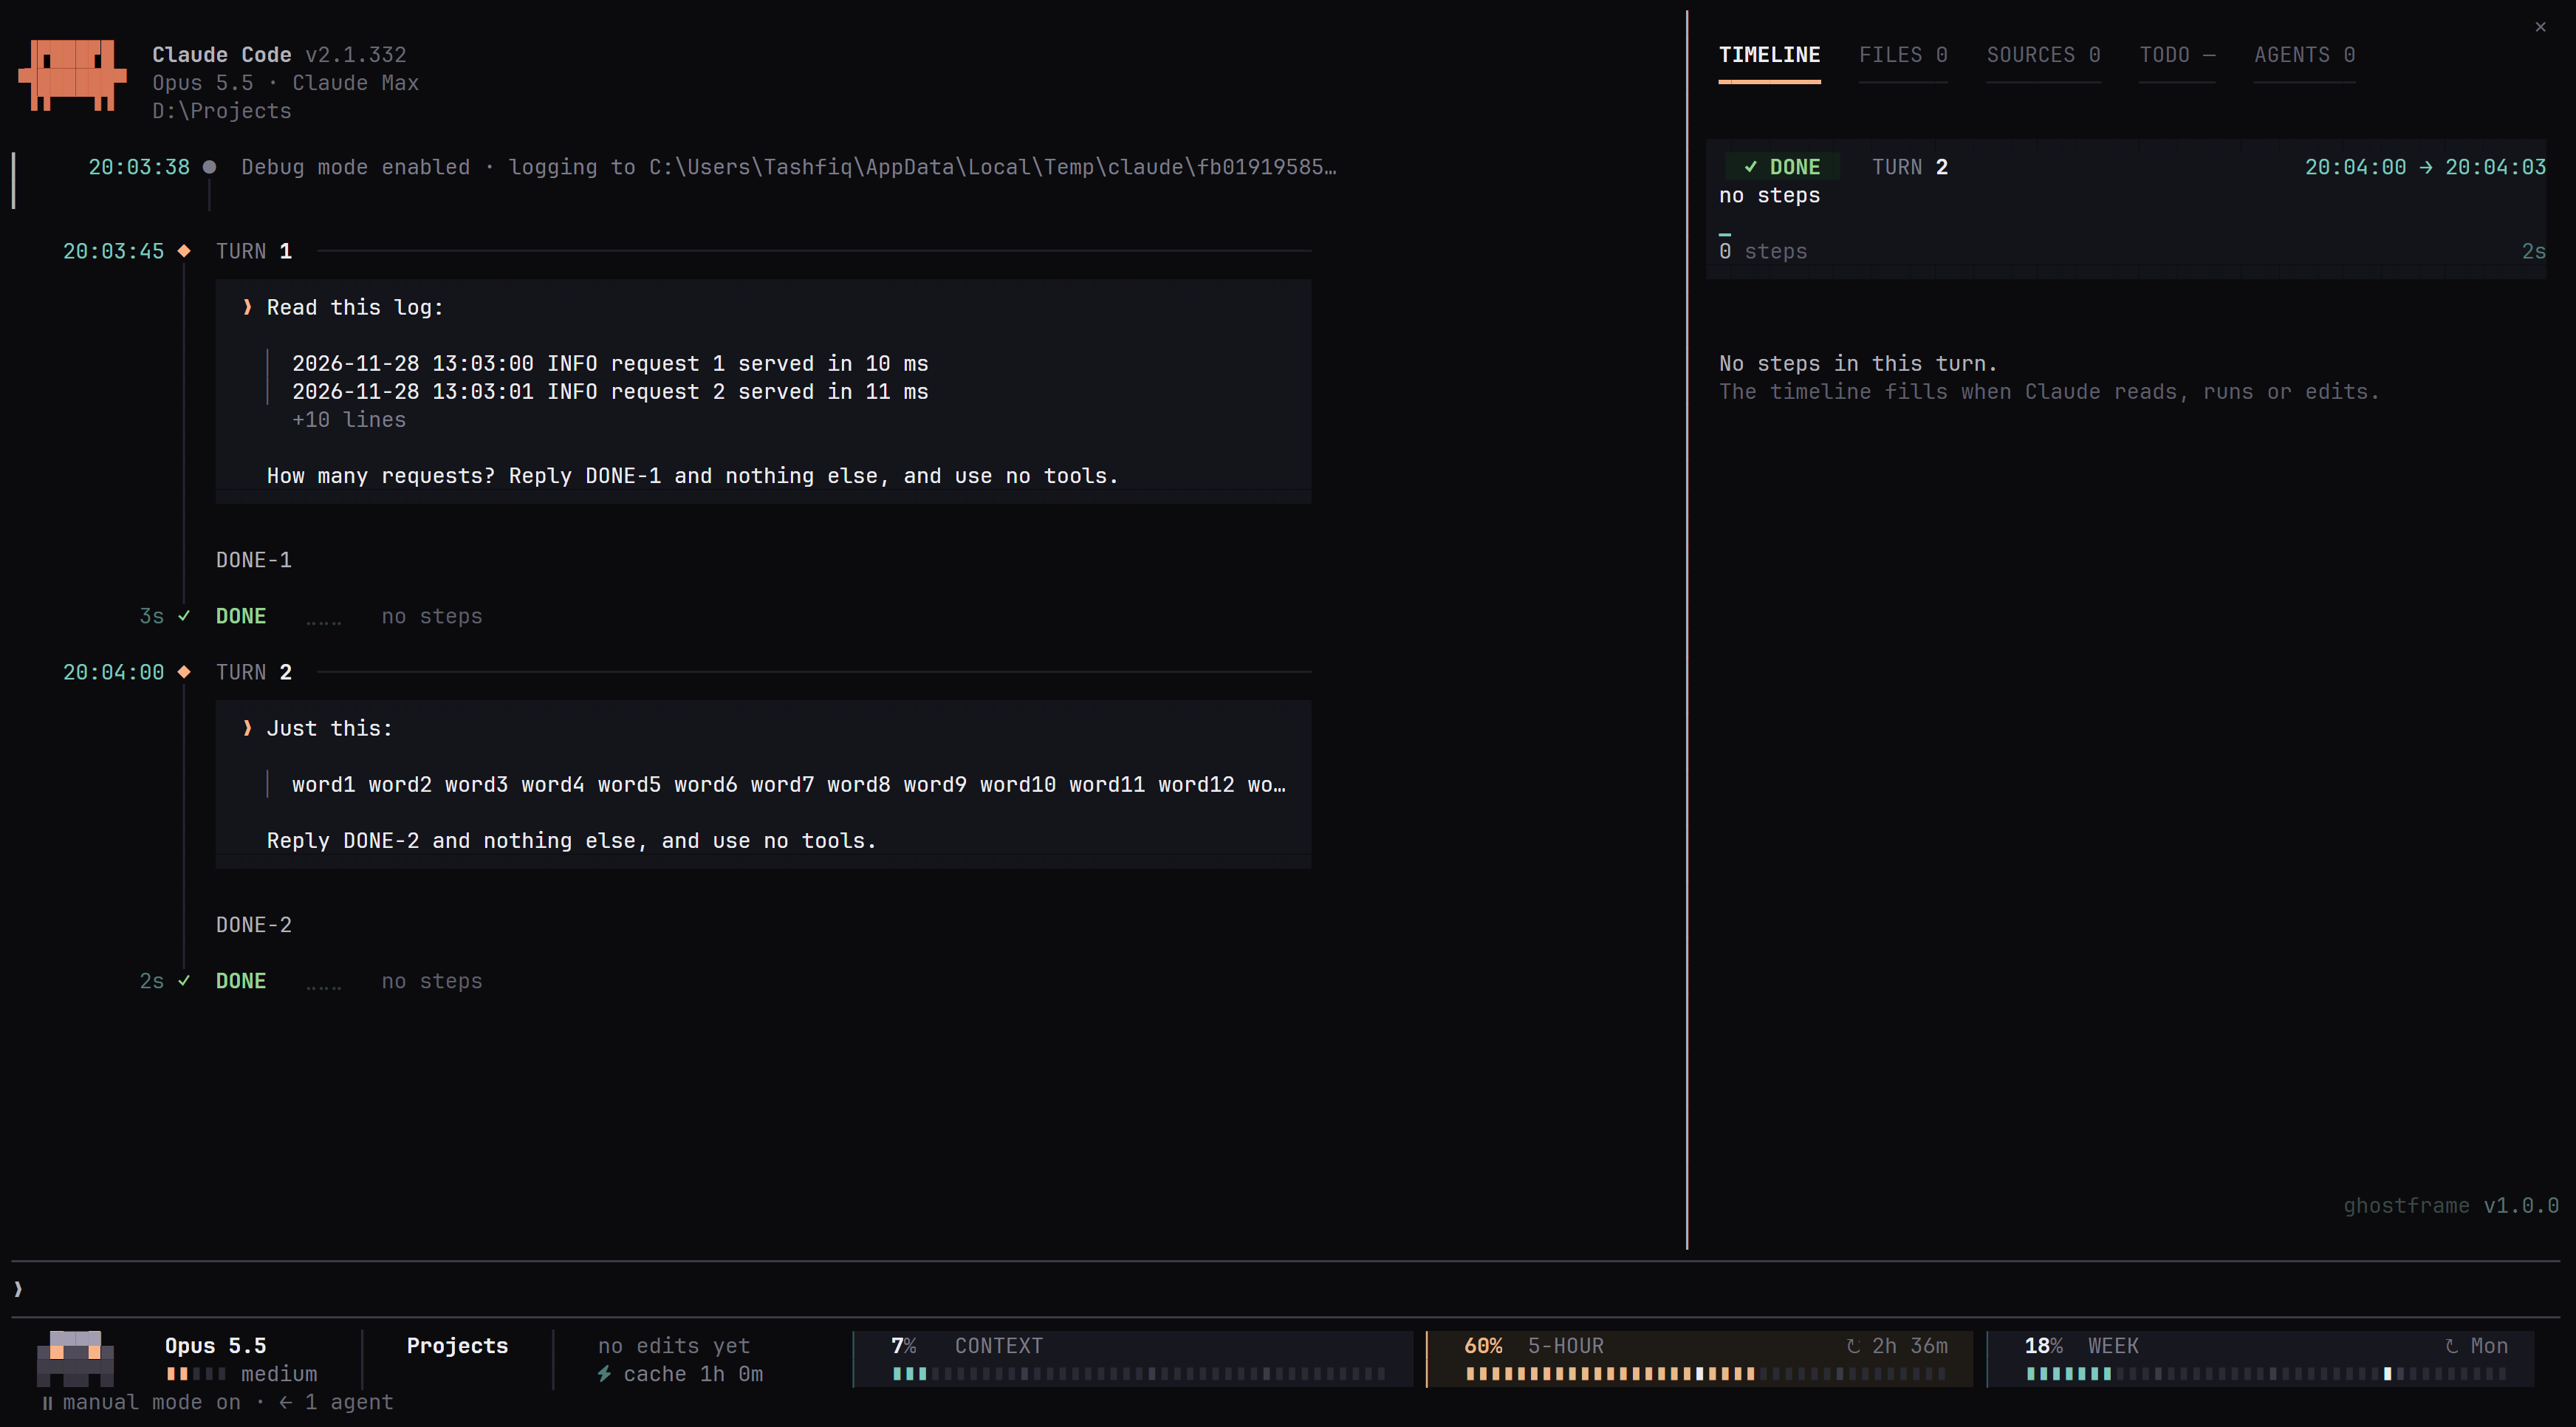 Claude Code v2.1.332
Opus 5.5 · Claude Max
D:\Projects
20:03:38 ● Debug mode enabled · logging to C:\Users\Tashfiq\AppData\Local\Temp\claude\fb01919585…
20:03:45 ◆ TURN 1
❯ Read this log:
2026-11-28 13:03:00 INFO request 1 served in 10 ms
2026-11-28 13:03:01 INFO request 2 served in 11 ms
+10 lines
How many requests? Reply DONE-1 and nothing else, and use no tools.
DONE-1
3s ✓ DONE no steps
20:04:00 ◆ TURN 2
❯ Just this:
word1 word2 word3 word4 word5 word6 word7 word8 word9 word10 word11 word12 wo…
Reply DONE-2 and nothing else, and use no tools.
DONE-2
2s ✓ DONE no steps
×
TIMELINE FILES 0 SOURCES 0 TODO — AGENTS 0
✓ DONE TURN 2 20:04:00 → 20:04:03
no steps
0 steps 2s
No steps in this turn.
The timeline fills when Claude reads, runs or edits.
ghostframe v1.0.0
❯
Opus 5.5 Projects no edits yet 7% CONTEXT 60% 5-HOUR ↻ 2h 36m 18% WEEK ↻ Mon
medium ⚡ cache 1h 0m
⏸ manual mode on · ← 1 agent